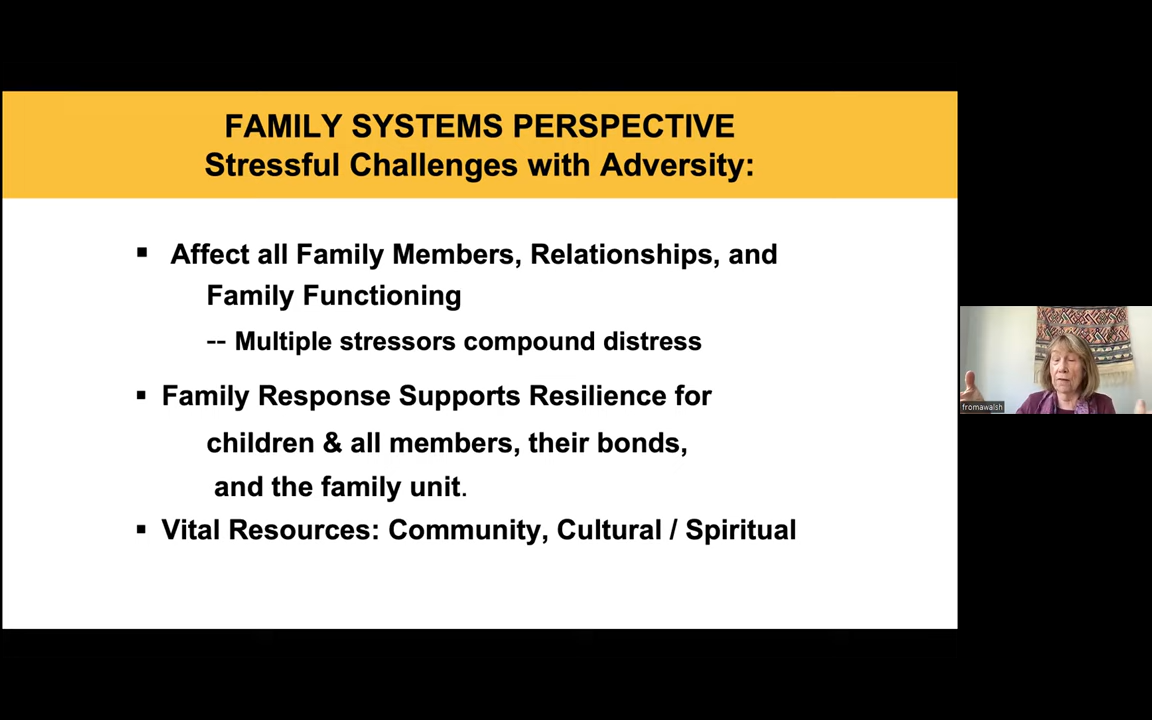 FAMILY SYSTEMS PERSPECTIVE
Stressful Challenges with Adversity:
▪ Affect all Family Members, Relationships, and
Family Functioning
-- Multiple stressors compound distress
▪ Family Response Supports Resilience for
children & all members, their bonds,
and the family unit.
▪ Vital Resources: Community, Cultural / Spiritual
fromawalsh